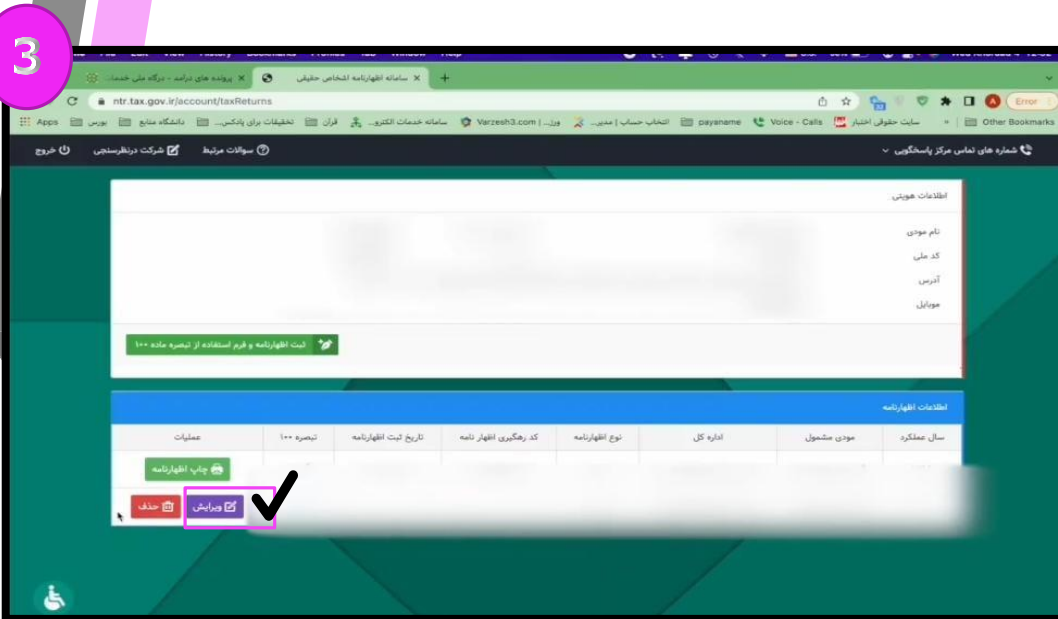 3
سامانه اظهارنامه اشخاص حقیقی
پرونده های درآمد - درگاه ملی خدمات
ntr.tax.gov.ir/account/taxReturns
Error
Apps
بورس
دانشگاه منابع
تحقیقات برای پادکس...
قران
سامانه خدمات الکترو...
Varzesh3.com | ورز...
انتخاب حساب | مدیر...
payaname
Voice - Calls
سایت حقوقی اختبار
Other Bookmarks
شماره های تماس مرکز پاسخگویی
سوالات مرتبط
شرکت درنظرسنجی
خروج
اطلاعات هویتی
نام مودی
کد ملی
آدرس
موبایل
ثبت اظهارنامه و فرم استفاده از تبصره ماده ۱۰۰
اطلاعات اظهارنامه
سال عملکرد مودی مشمول اداره کل نوع اظهارنامه کد رهگیری اظهار نامه تاریخ ثبت اظهارنامه تبصره ۱۰۰ عملیات
چاپ اظهارنامه
ویرایش حذف